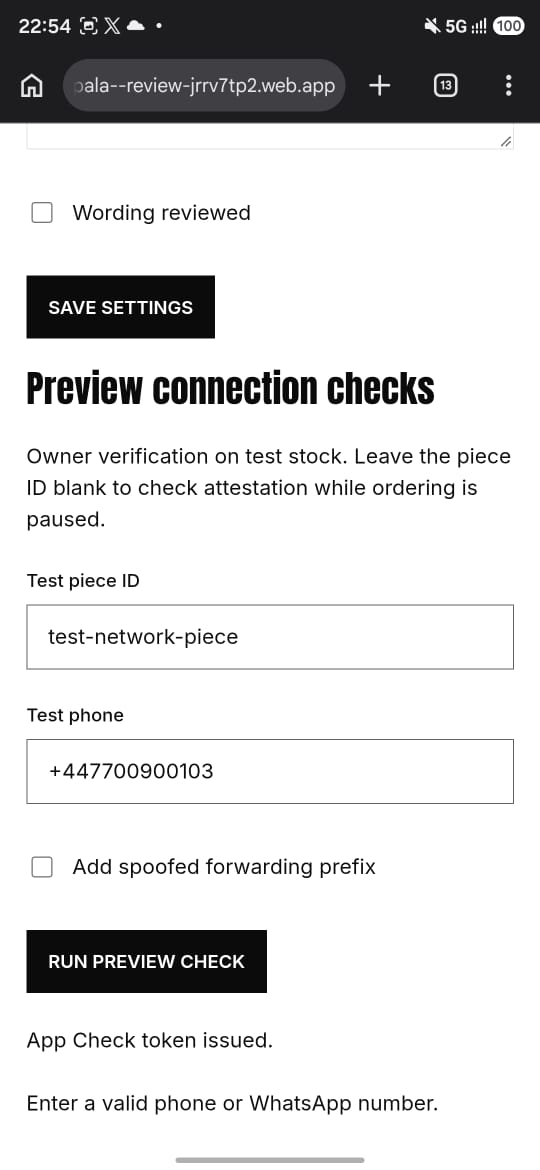 22:54
5G 100
pala--review-jrrv7tp2.web.app
13
Wording reviewed
SAVE SETTINGS
Preview connection checks
Owner verification on test stock. Leave the piece
ID blank to check attestation while ordering is
paused.
Test piece ID
test-network-piece
Test phone
+447700900103
Add spoofed forwarding prefix
RUN PREVIEW CHECK
App Check token issued.
Enter a valid phone or WhatsApp number.